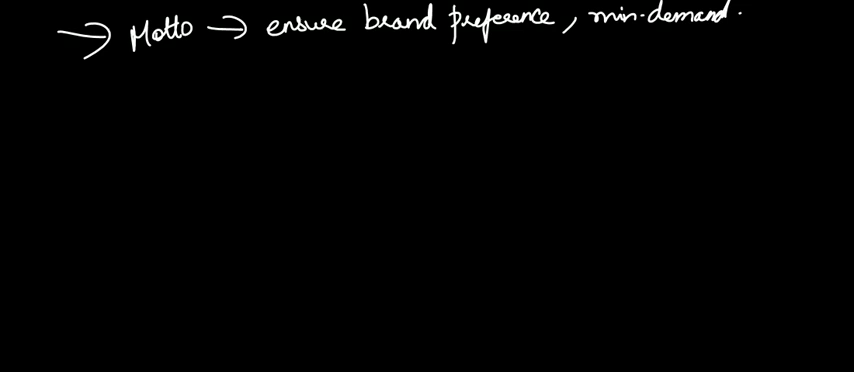 → Motto → ensure brand preference, min. demand.